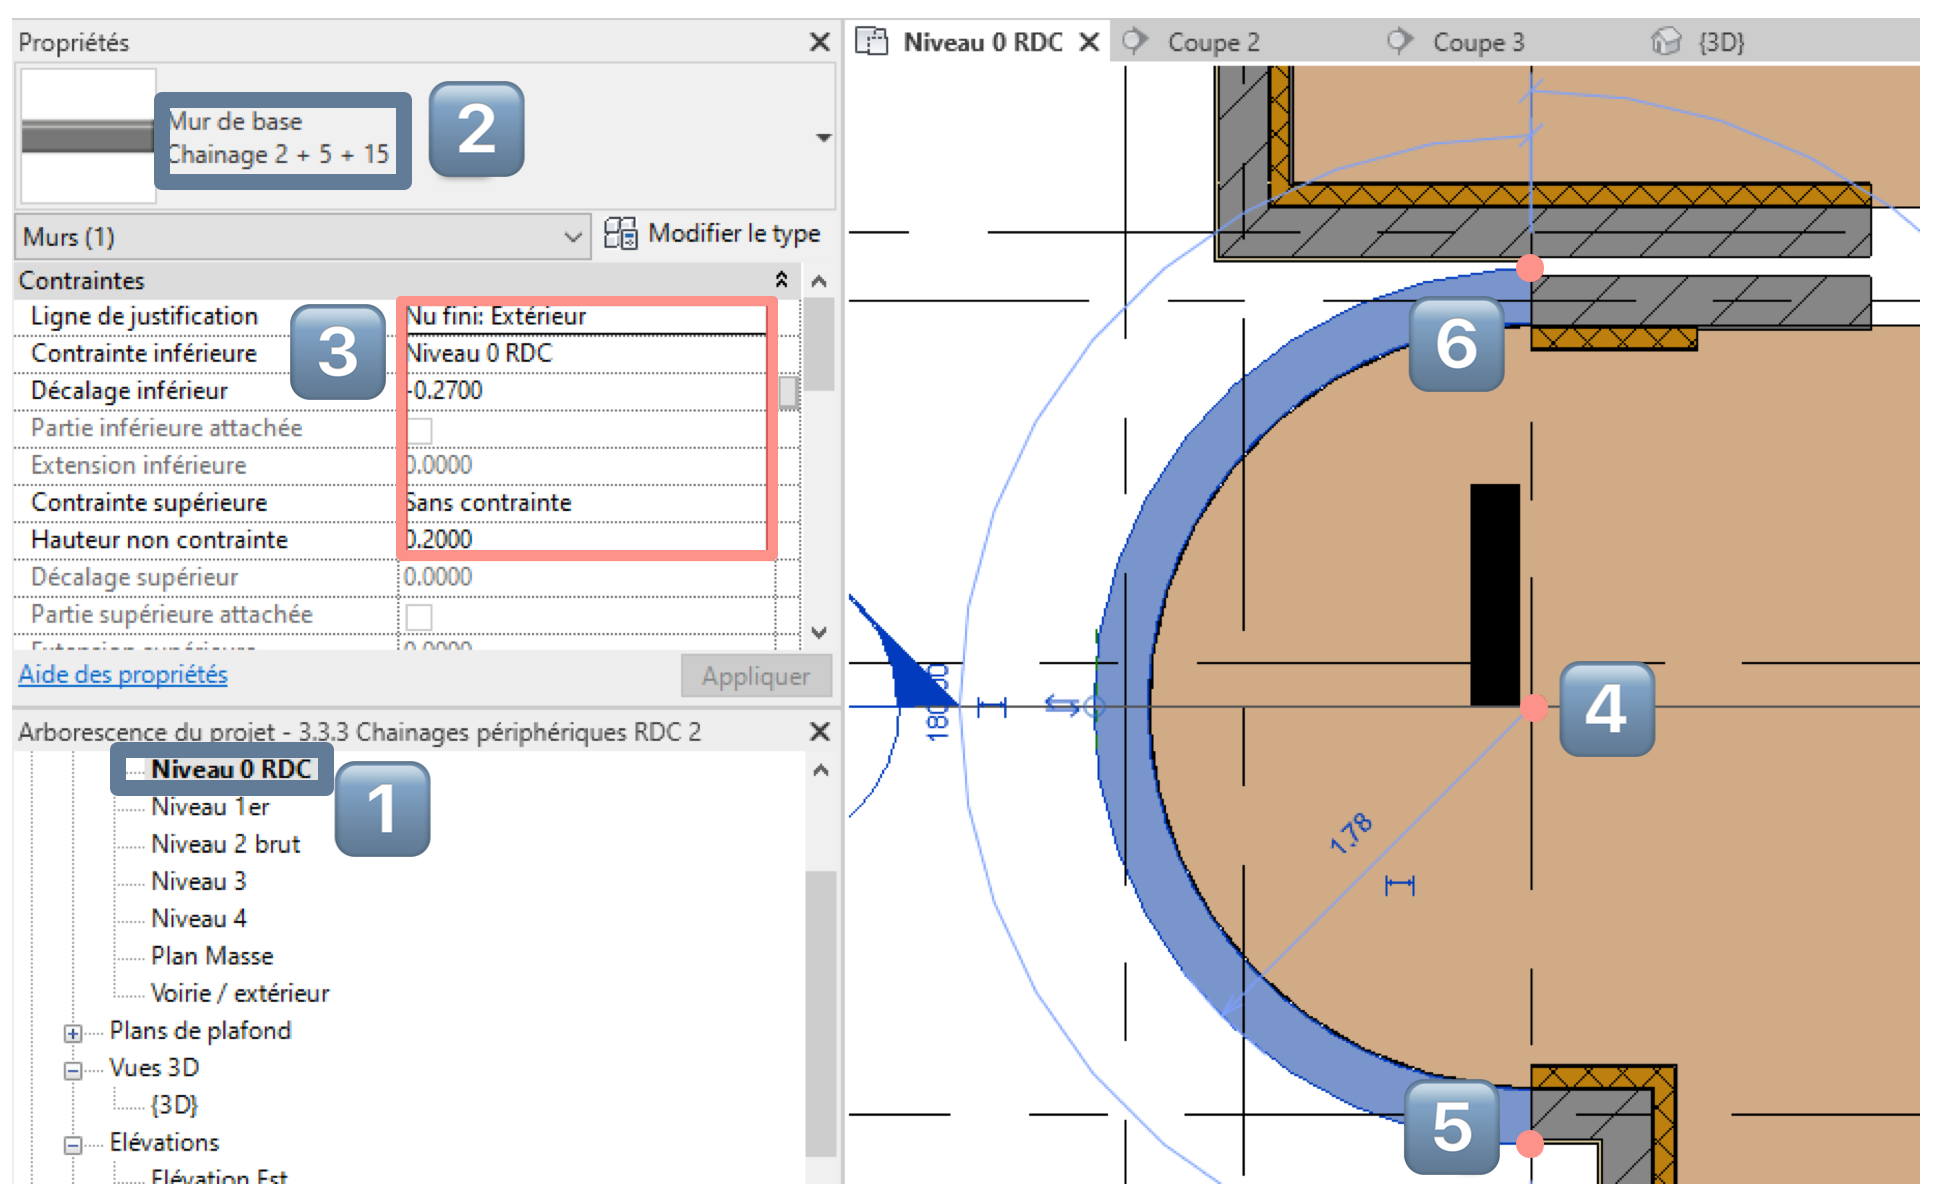 Propriétés
Mur de base
Chainage 2 + 5 + 15
2
Murs (1)
Modifier le type
Contraintes
Ligne de justification
Nu fini: Extérieur
Contrainte inférieure
Niveau 0 RDC
Décalage inférieur
-0.2700
Partie inférieure attachée
Extension inférieure
0.0000
Contrainte supérieure
Sans contrainte
Hauteur non contrainte
0.2000
Décalage supérieur
0.0000
Partie supérieure attachée
Extension supérieure
0.0000
3
Aide des propriétés
Appliquer
Arborescence du projet - 3.3.3 Chainages périphériques RDC 2
Niveau 0 RDC
1
Niveau 1er
Niveau 2 brut
Niveau 3
Niveau 4
Plan Masse
Voirie / extérieur
Plans de plafond
Vues 3D
{3D}
Elévations
Elévation Est
Niveau 0 RDC
Coupe 2
Coupe 3
{3D}
6
4
1.78
5